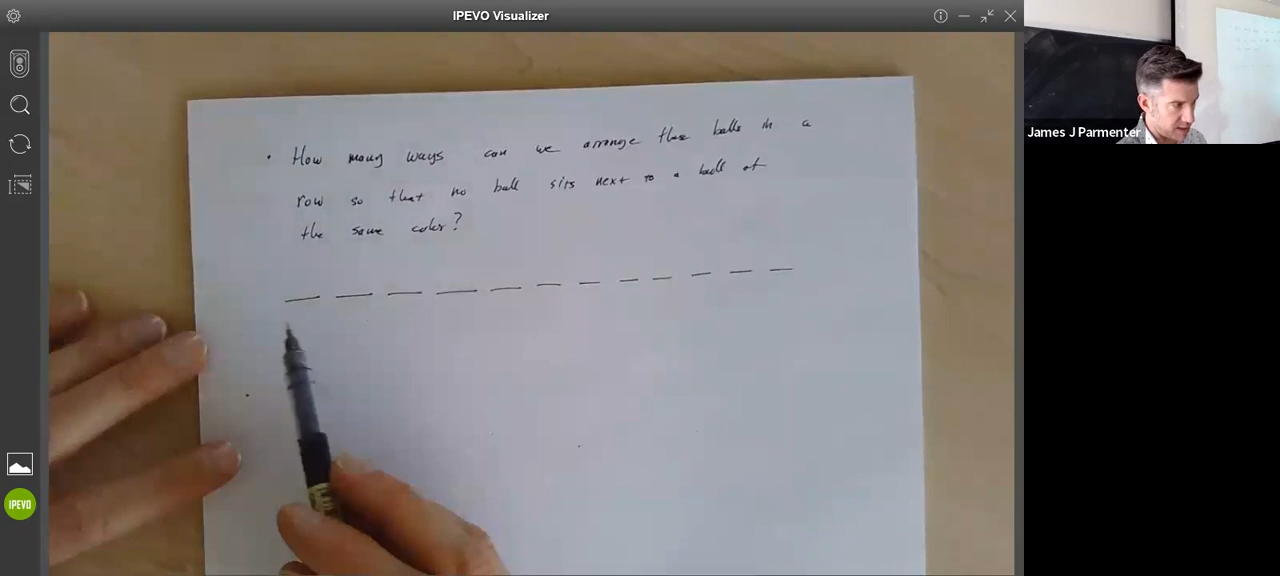 IPEVO Visualizer
James J Parmenter
• How many ways can we arrange these balls in a
row so that no ball sits next to a ball of
the same color?
IPEVO